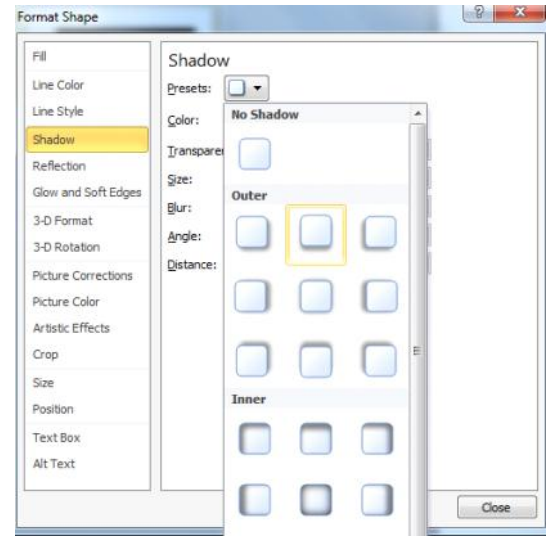 Format Shape
Fill
Line Color
Line Style
Shadow
Reflection
Glow and Soft Edges
3-D Format
3-D Rotation
Picture Corrections
Picture Color
Artistic Effects
Crop
Size
Position
Text Box
Alt Text
Shadow
Presets:
Color:
Transparen
Size:
Blur:
Angle:
Distance:
No Shadow
Outer
Inner
Close